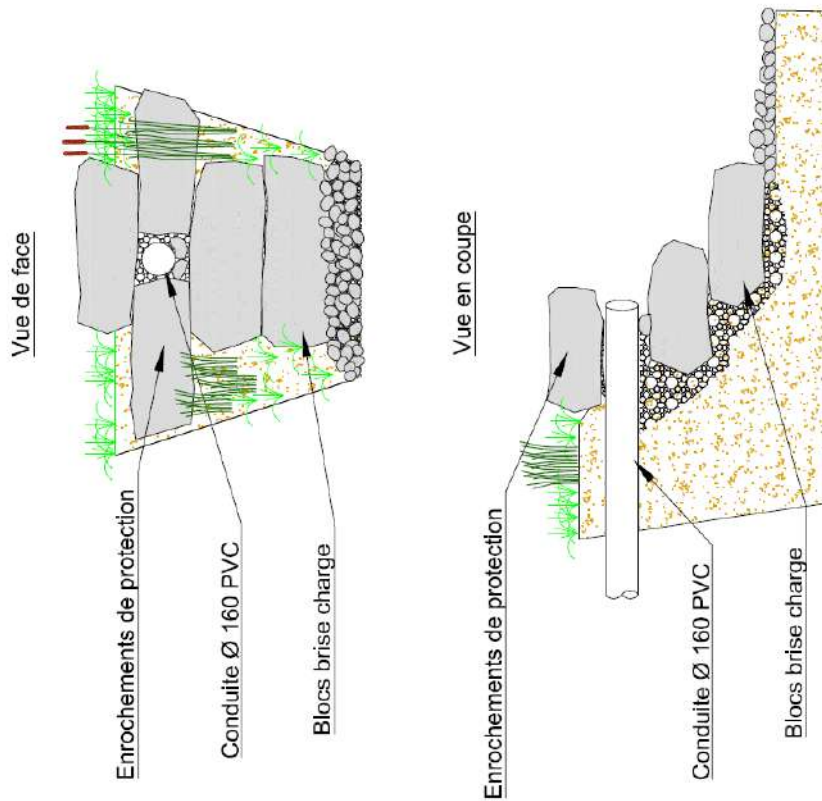 Vue de face
Enrochements de protection
Conduite Ø 160 PVC
Blocs brise charge
Vue en coupe
Enrochements de protection
Conduite Ø 160 PVC
Blocs brise charge